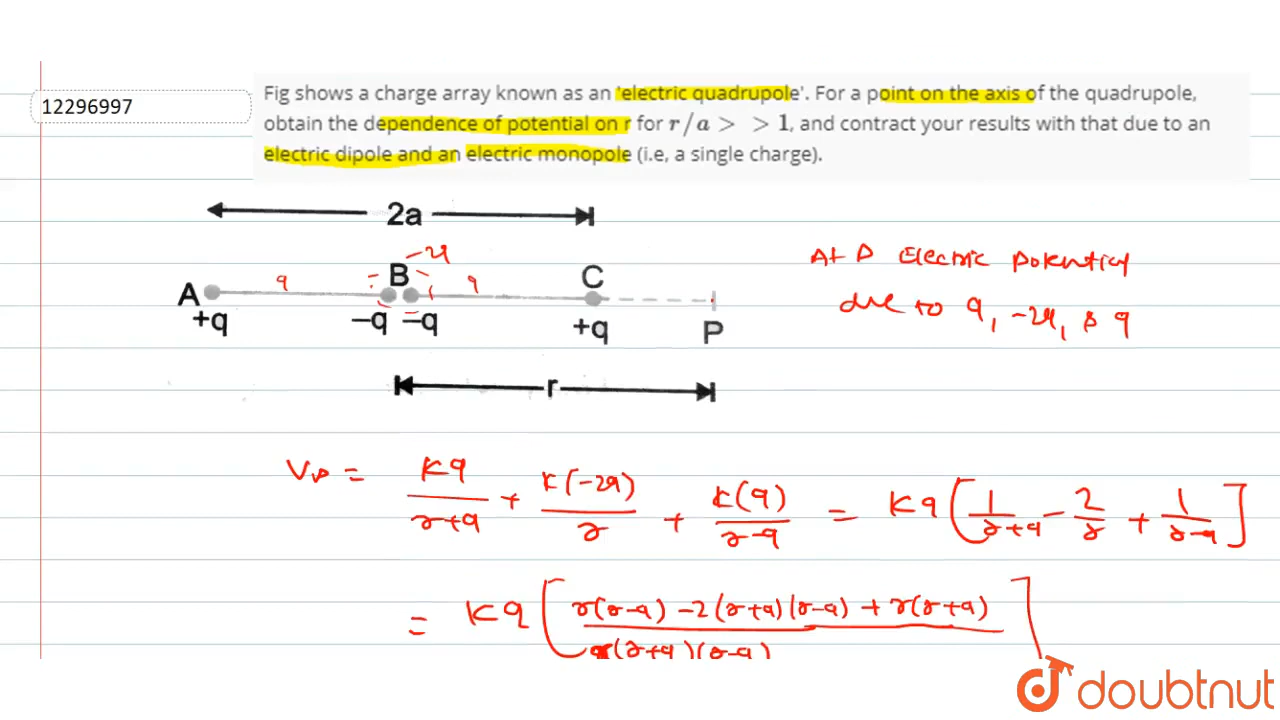 12296997
Fig shows a charge array known as an 'electric quadrupole'. For a point on the axis of the quadrupole,
obtain the dependence of potential on r for r/a > > 1, and contract your results with that due to an
electric dipole and an electric monopole (i.e, a single charge).
2a
-2q
a B a C
A
+q -q -q +q P
r
At P Electric Potential
due to q, -2q, & q
Vp = Kq/(r+a) + K(-2q)/r + K(q)/(r-a) = Kq [1/(r+a) - 2/r + 1/(r-a)]
= Kq [r(r-a) -2(r+a)(r-a) + r(r+a)
r(r+a)(r-a)]
doubtnut